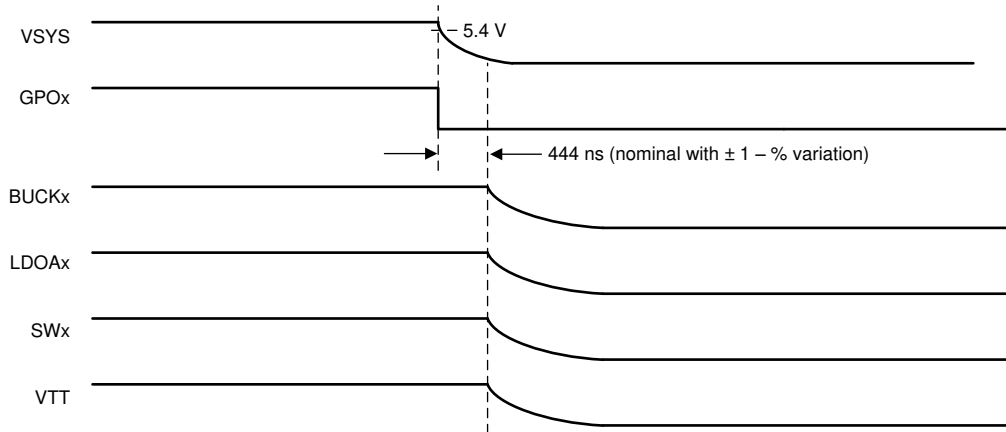 VSYS
5.4 V
GPOx
444 ns (nominal with ± 1 – % variation)
BUCKx
LDOAx
SWx
VTT